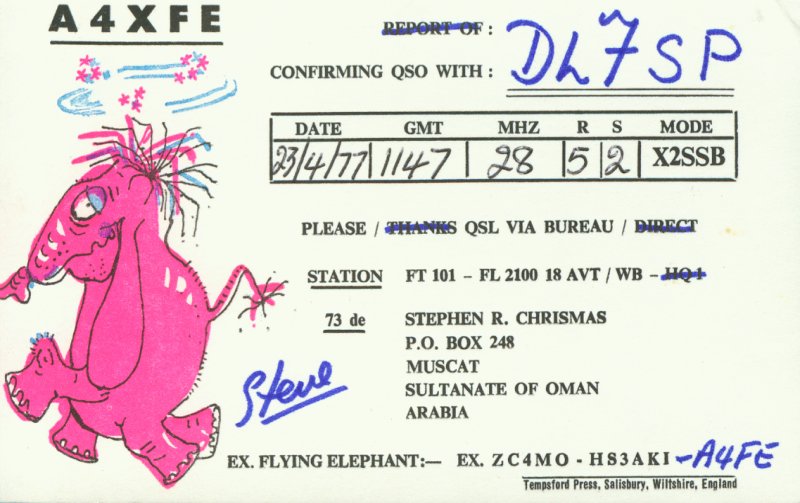 A4XFE
REPORT OF:
CONFIRMING QSO WITH: DL7SP
DATE GMT MHZ R S MODE
23/4/77 1147 28 5 2 X2SSB
PLEASE / THANKS QSL VIA BUREAU / DIRECT
STATION FT 101 – FL 2100 18 AVT / WB – HQ1
73 de STEPHEN R. CHRISMAS
P.O. BOX 248
MUSCAT
SULTANATE OF OMAN
ARABIA
Steve
EX. FLYING ELEPHANT:— EX. ZC4MO - HS3AKI -A4FE
Tempsford Press, Salisbury, Wiltshire, England